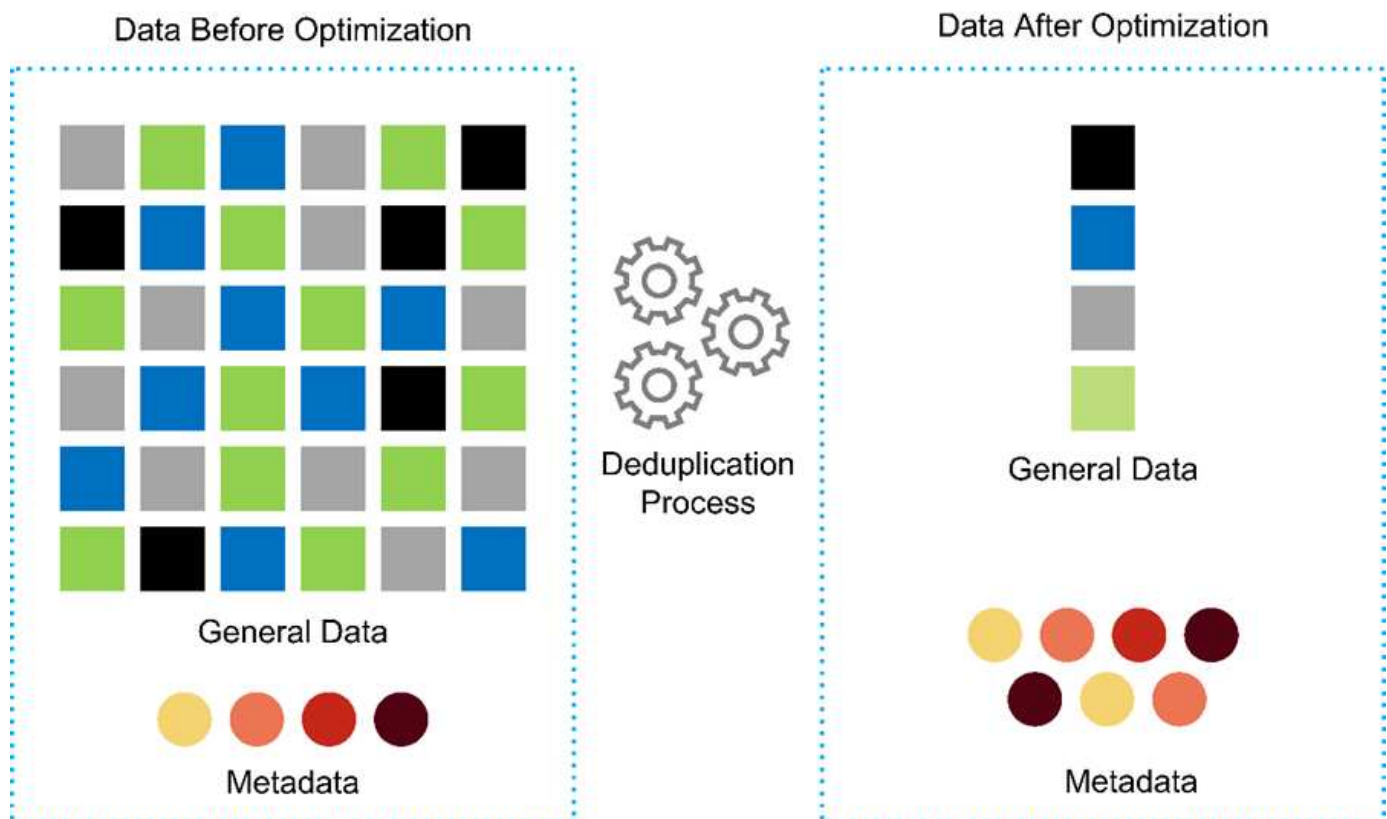 Data Before Optimization
Data After Optimization
Deduplication
Process
General Data
General Data
Metadata
Metadata